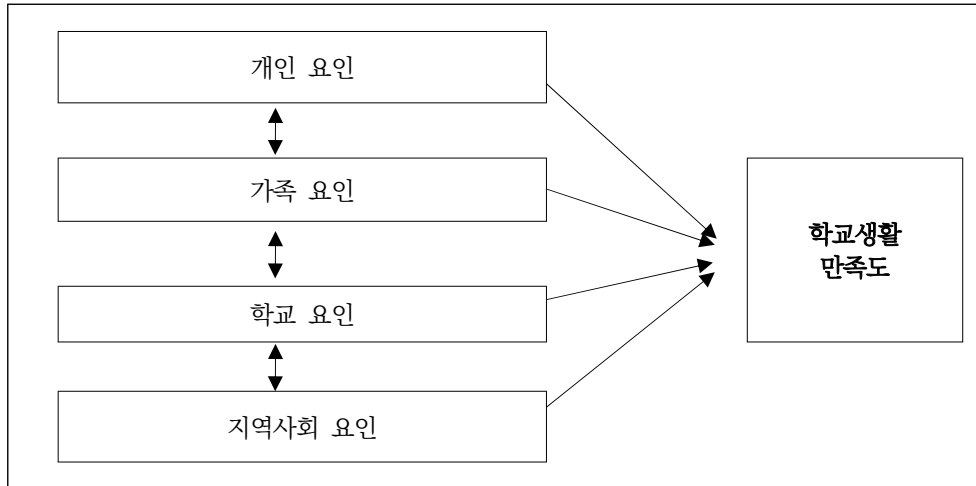 개인 요인
가족 요인
학교생활
만족도
학교 요인
지역사회 요인